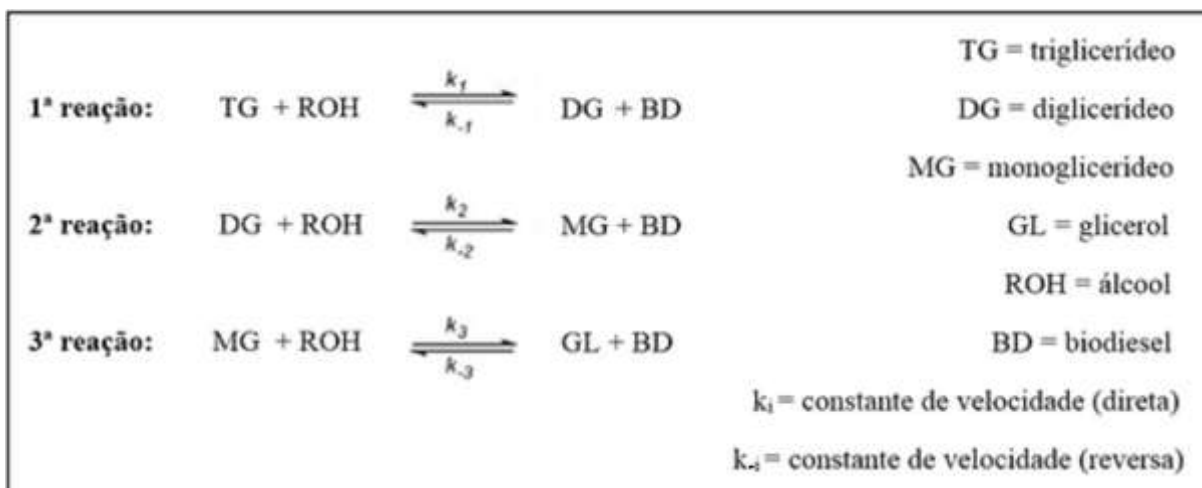 TG = triglicerídeo
1ª reação: TG + ROH k₁ k₋₁ DG + BD DG = diglicerídeo
MG = monoglicerídeo
2ª reação: DG + ROH k₂ k₋₂ MG + BD GL = glicerol
ROH = álcool
3ª reação: MG + ROH k₃ k₋₃ GL + BD BD = biodiesel
kᵢ = constante de velocidade (direta)
k₋ᵢ = constante de velocidade (reversa)